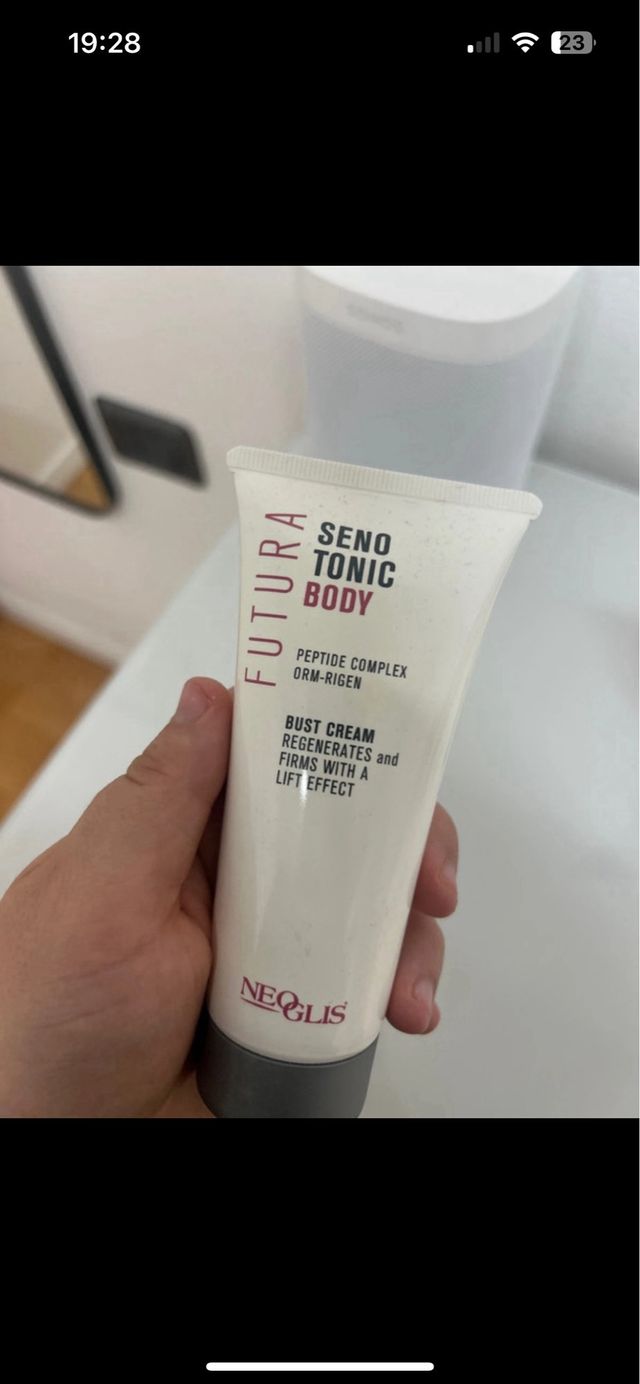 19:28
23
FUTURA
SENO
TONIC
BODY
PEPTIDE COMPLEX
ORM-RIGEN
BUST CREAM
REGENERATES and
FIRMS WITH A
LIFT EFFECT
NEOGLIS